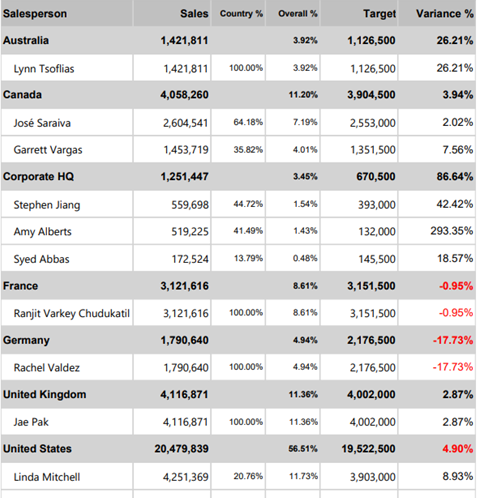 Salesperson Sales Country % Overall % Target Variance %
Australia 1,421,811 3.92% 1,126,500 26.21%
Lynn Tsoflias 1,421,811 100.00% 3.92% 1,126,500 26.21%
Canada 4,058,260 11.20% 3,904,500 3.94%
José Saraiva 2,604,541 64.18% 7.19% 2,553,000 2.02%
Garrett Vargas 1,453,719 35.82% 4.01% 1,351,500 7.56%
Corporate HQ 1,251,447 3.45% 670,500 86.64%
Stephen Jiang 559,698 44.72% 1.54% 393,000 42.42%
Amy Alberts 519,225 41.49% 1.43% 132,000 293.35%
Syed Abbas 172,524 13.79% 0.48% 145,500 18.57%
France 3,121,616 8.61% 3,151,500 -0.95%
Ranjit Varkey Chudukatil 3,121,616 100.00% 8.61% 3,151,500 -0.95%
Germany 1,790,640 4.94% 2,176,500 -17.73%
Rachel Valdez 1,790,640 100.00% 4.94% 2,176,500 -17.73%
United Kingdom 4,116,871 11.36% 4,002,000 2.87%
Jae Pak 4,116,871 100.00% 11.36% 4,002,000 2.87%
United States 20,479,839 56.51% 19,522,500 4.90%
Linda Mitchell 4,251,369 20.76% 11.73% 3,903,000 8.93%